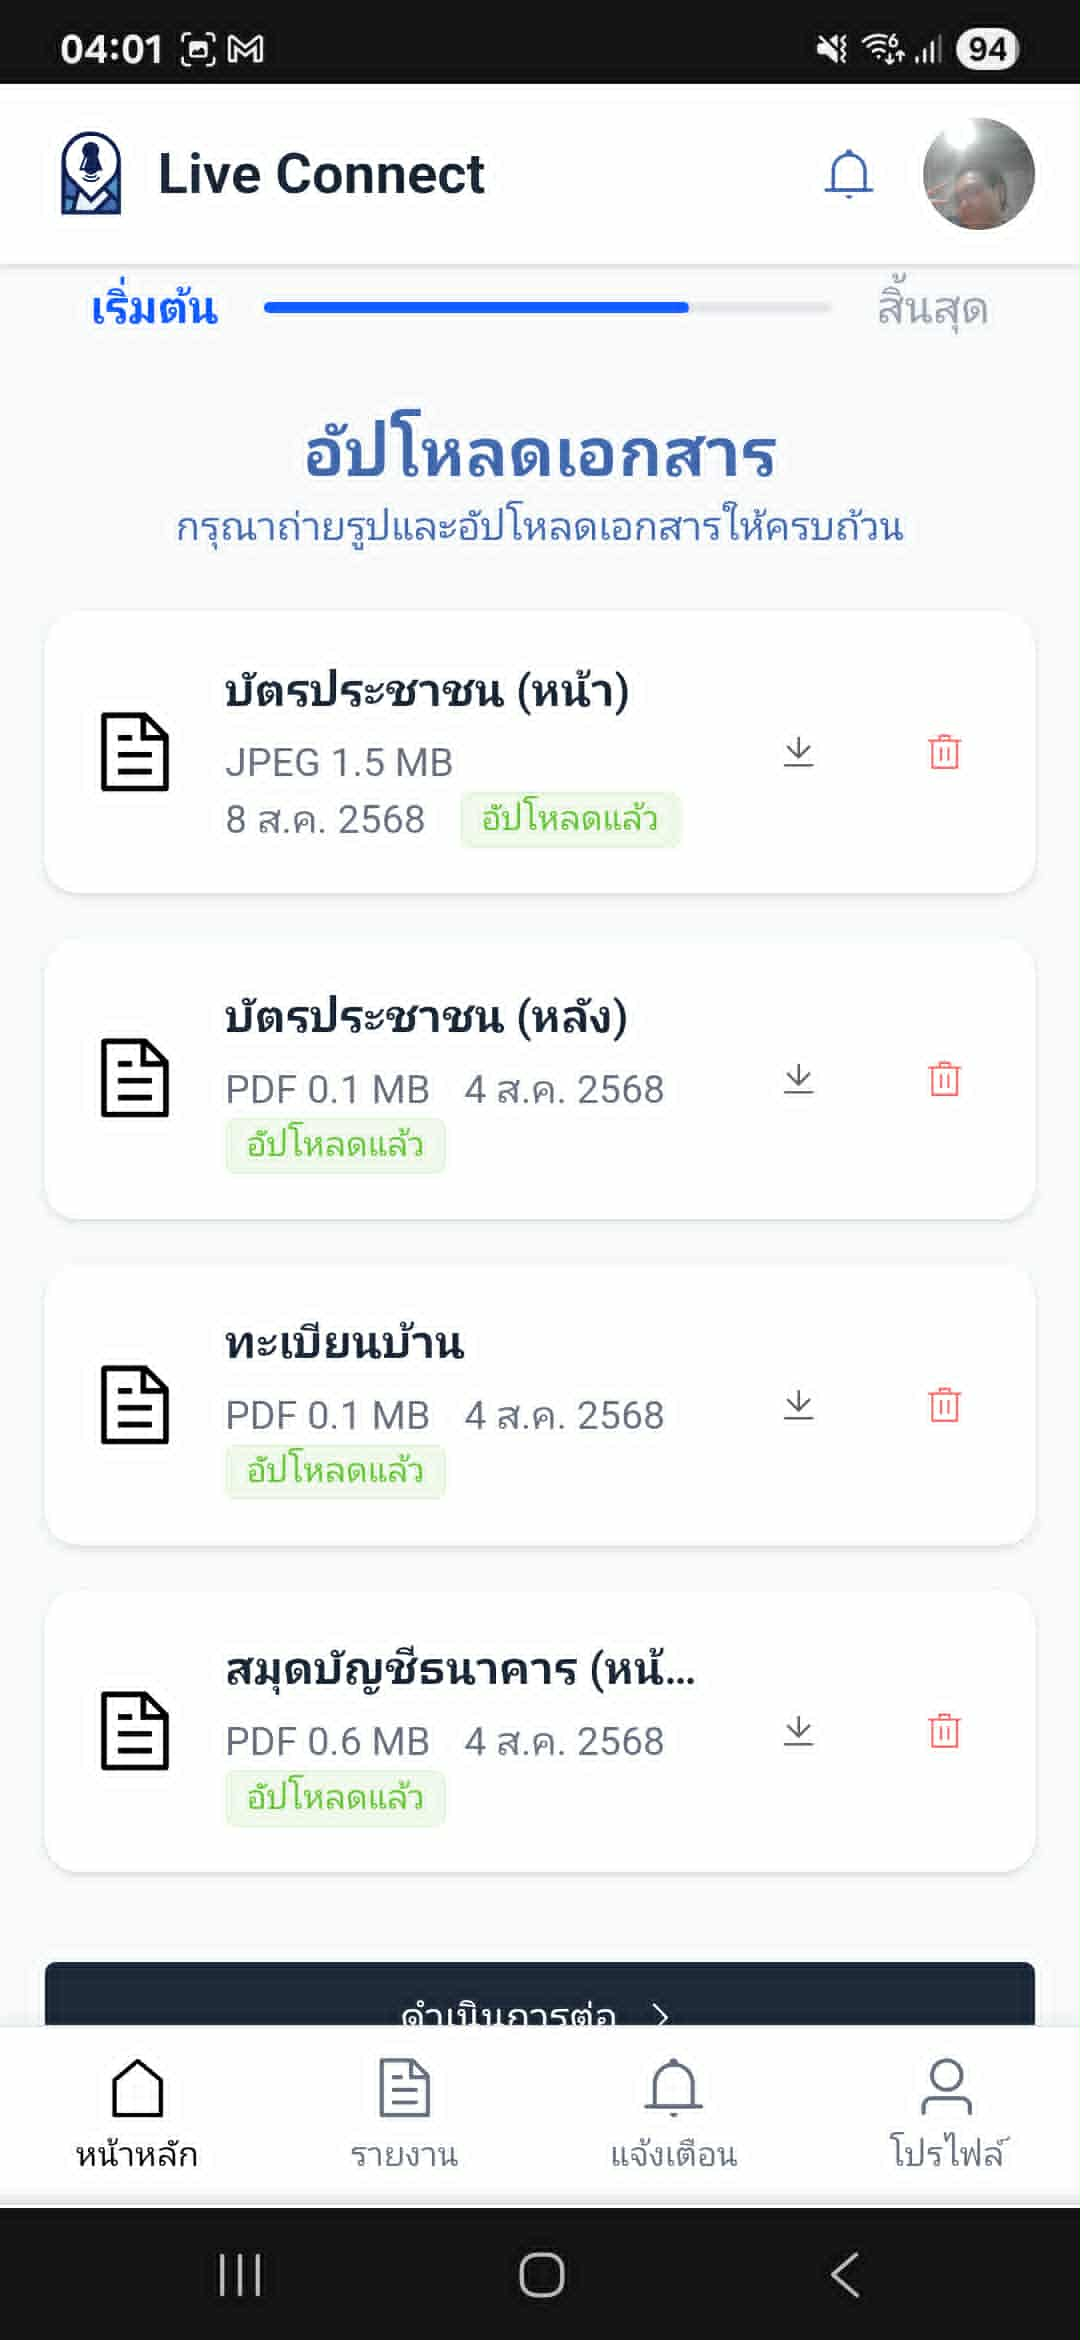 04:01
6
94
Live Connect
เริ่มต้น
สิ้นสุด
อัปโหลดเอกสาร
กรุณาถ่ายรูปและอัปโหลดเอกสารให้ครบถ้วน
บัตรประชาชน (หน้า)
JPEG 1.5 MB
8 ส.ค. 2568 อัปโหลดแล้ว
บัตรประชาชน (หลัง)
PDF 0.1 MB 4 ส.ค. 2568
อัปโหลดแล้ว
ทะเบียนบ้าน
PDF 0.1 MB 4 ส.ค. 2568
อัปโหลดแล้ว
สมุดบัญชีธนาคาร (หน้...
PDF 0.6 MB 4 ส.ค. 2568
อัปโหลดแล้ว
ดำเนินการต่อ
หน้าหลัก
รายงาน
แจ้งเตือน
โปรไฟล์